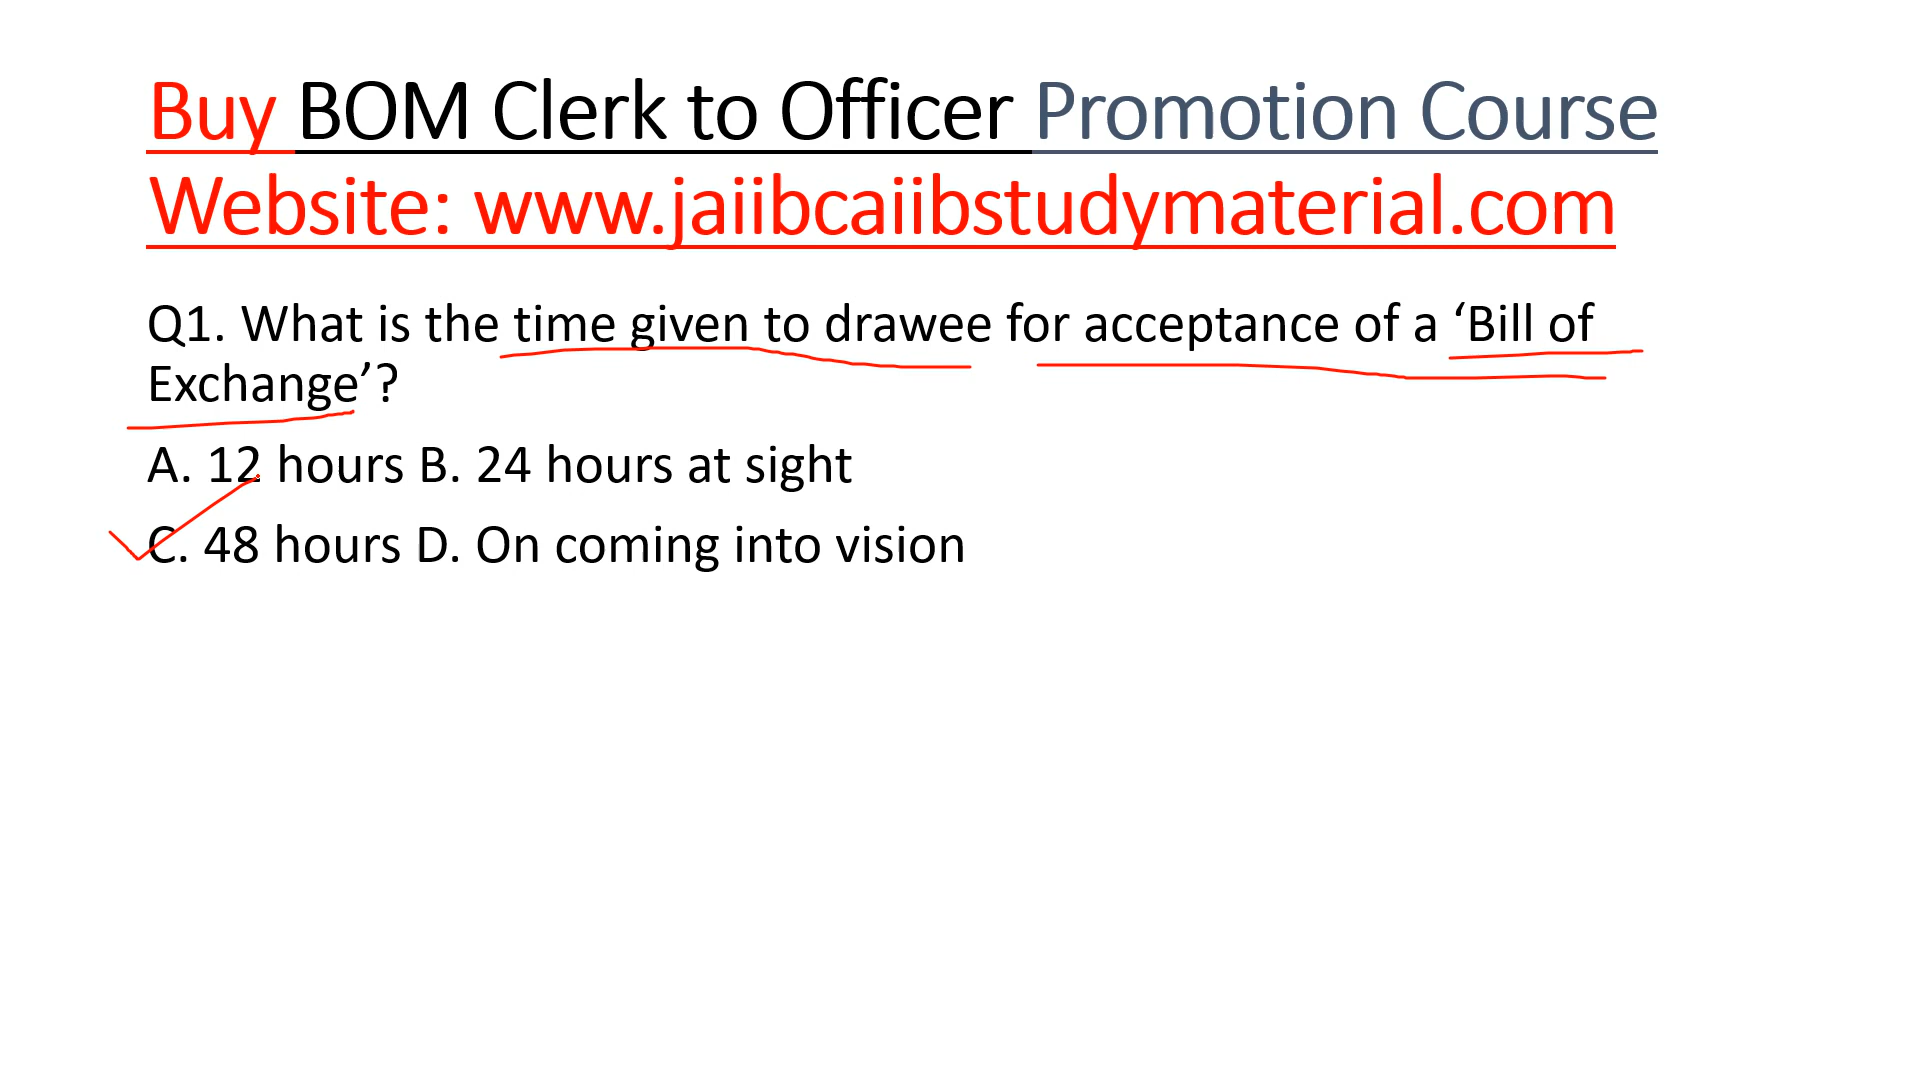 Buy BOM Clerk to Officer Promotion Course
Website: www.jaiibcaiibstudymaterial.com
Q1. What is the time given to drawee for acceptance of a ‘Bill of
Exchange’?
A. 12 hours B. 24 hours at sight
C. 48 hours D. On coming into vision